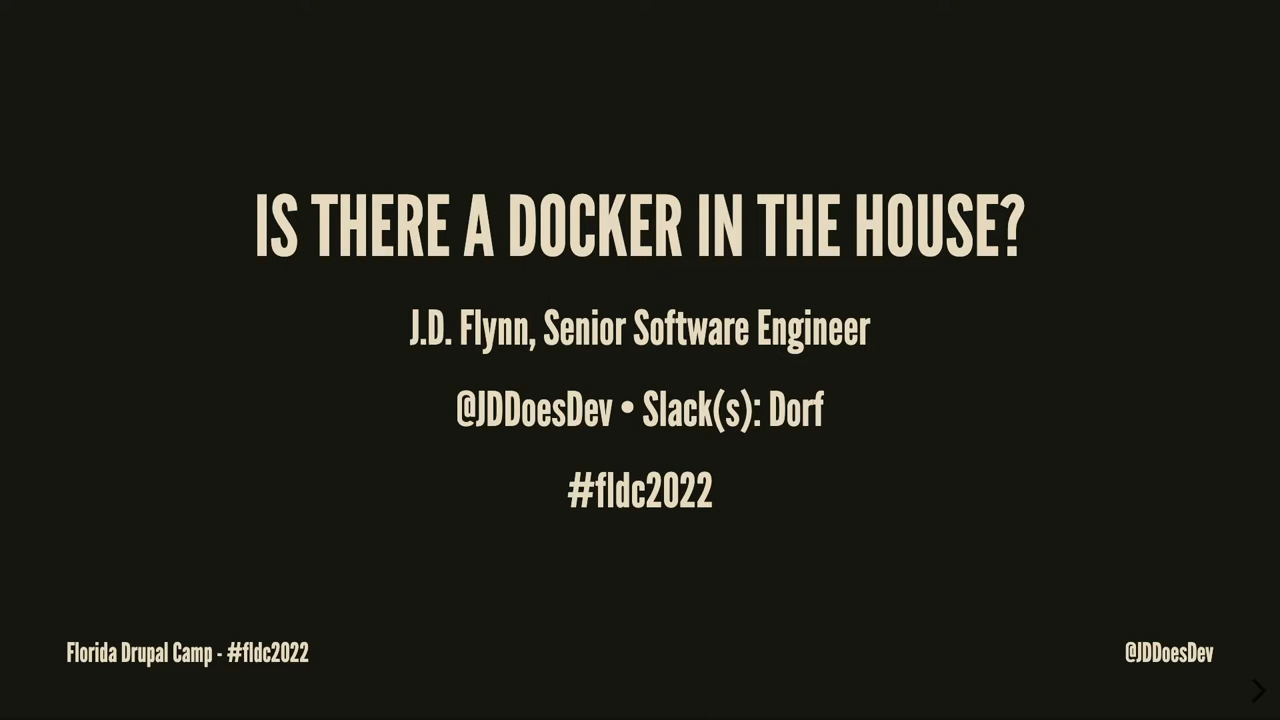 IS THERE A DOCKER IN THE HOUSE?
J.D. Flynn, Senior Software Engineer
@JDDoesDev • Slack(s): Dorf
#fldc2022
Florida Drupal Camp - #fldc2022
@JDDoesDev